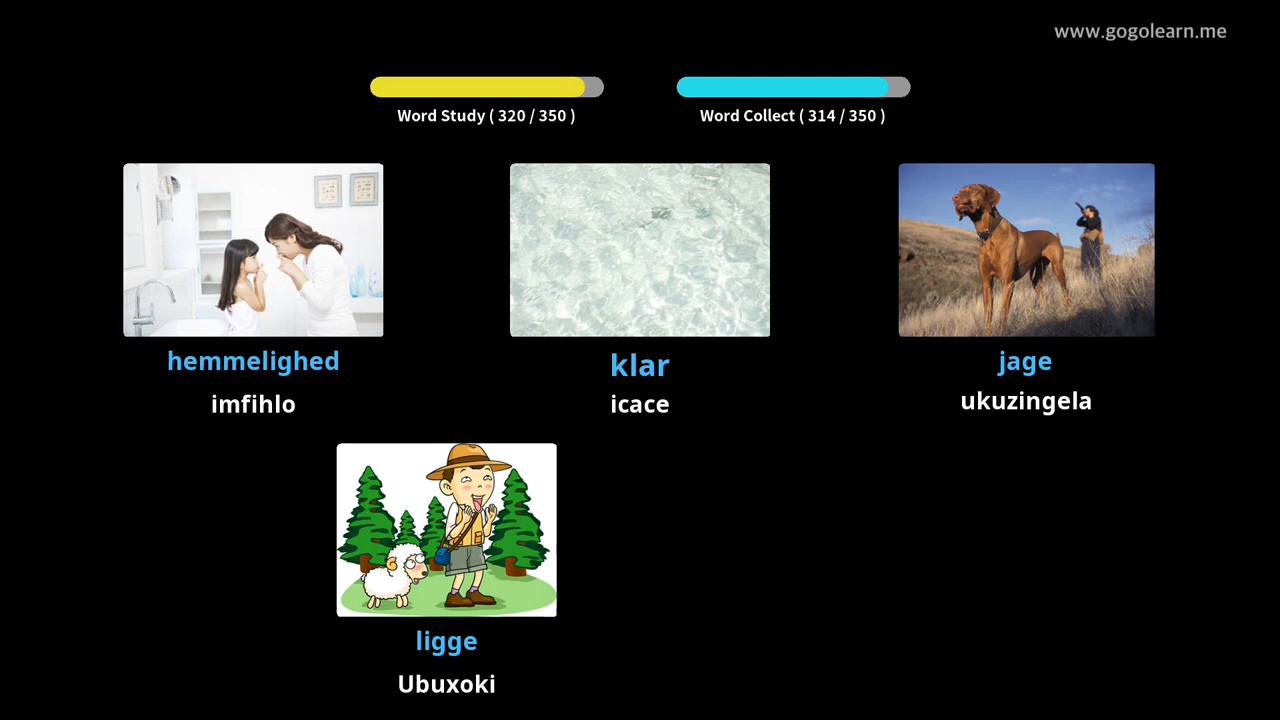 www.gogolearn.me
Word Study ( 320 / 350 )
Word Collect ( 314 / 350 )
hemmelighed
imfihlo
klar
icace
jage
ukuzingela
ligge
Ubuxoki